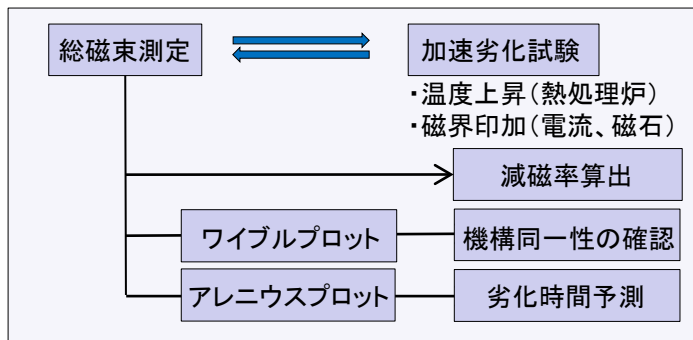 総磁束測定
加速劣化試験
・温度上昇(熱処理炉)
・磁界印加(電流、磁石)
減磁率算出
ワイブルプロット
機構同一性の確認
アレニウスプロット
劣化時間予測